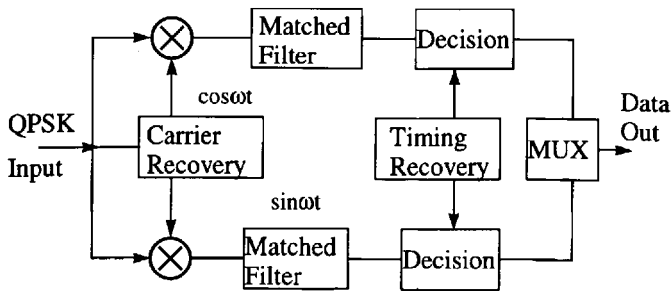 Matched
Filter
Decision
cosωt
QPSK
Input
Carrier
Recovery
Timing
Recovery
MUX
Data
Out
sinωt
Matched
Filter
Decision